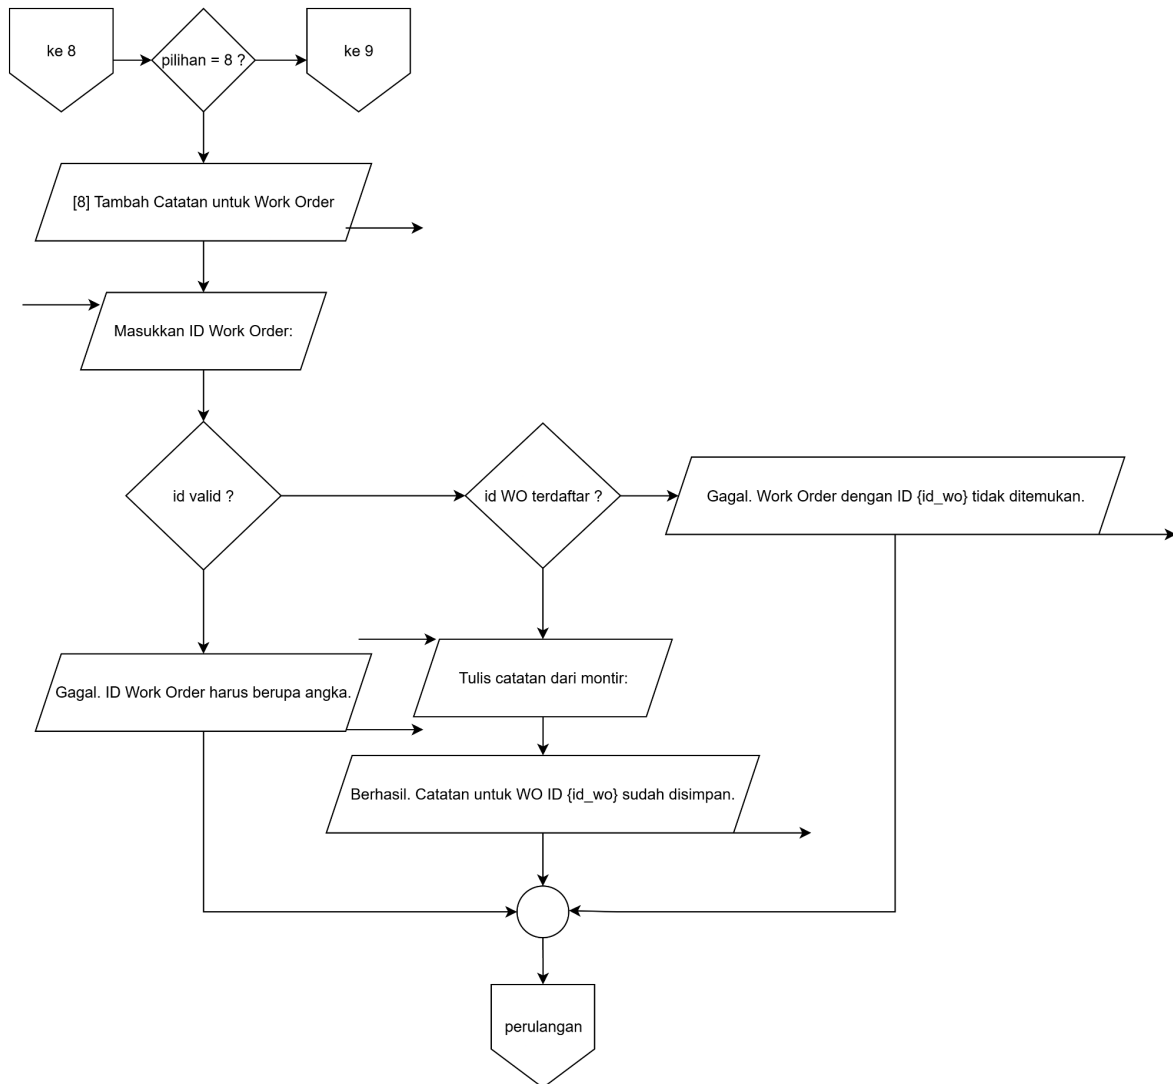 ke 8
pilihan = 8 ?
ke 9
[8] Tambah Catatan untuk Work Order
Masukkan ID Work Order:
id valid ?
id WO terdaftar ?
Gagal. Work Order dengan ID {id_wo} tidak ditemukan.
Gagal. ID Work Order harus berupa angka.
Tulis catatan dari montir:
Berhasil. Catatan untuk WO ID {id_wo} sudah disimpan.
perulangan